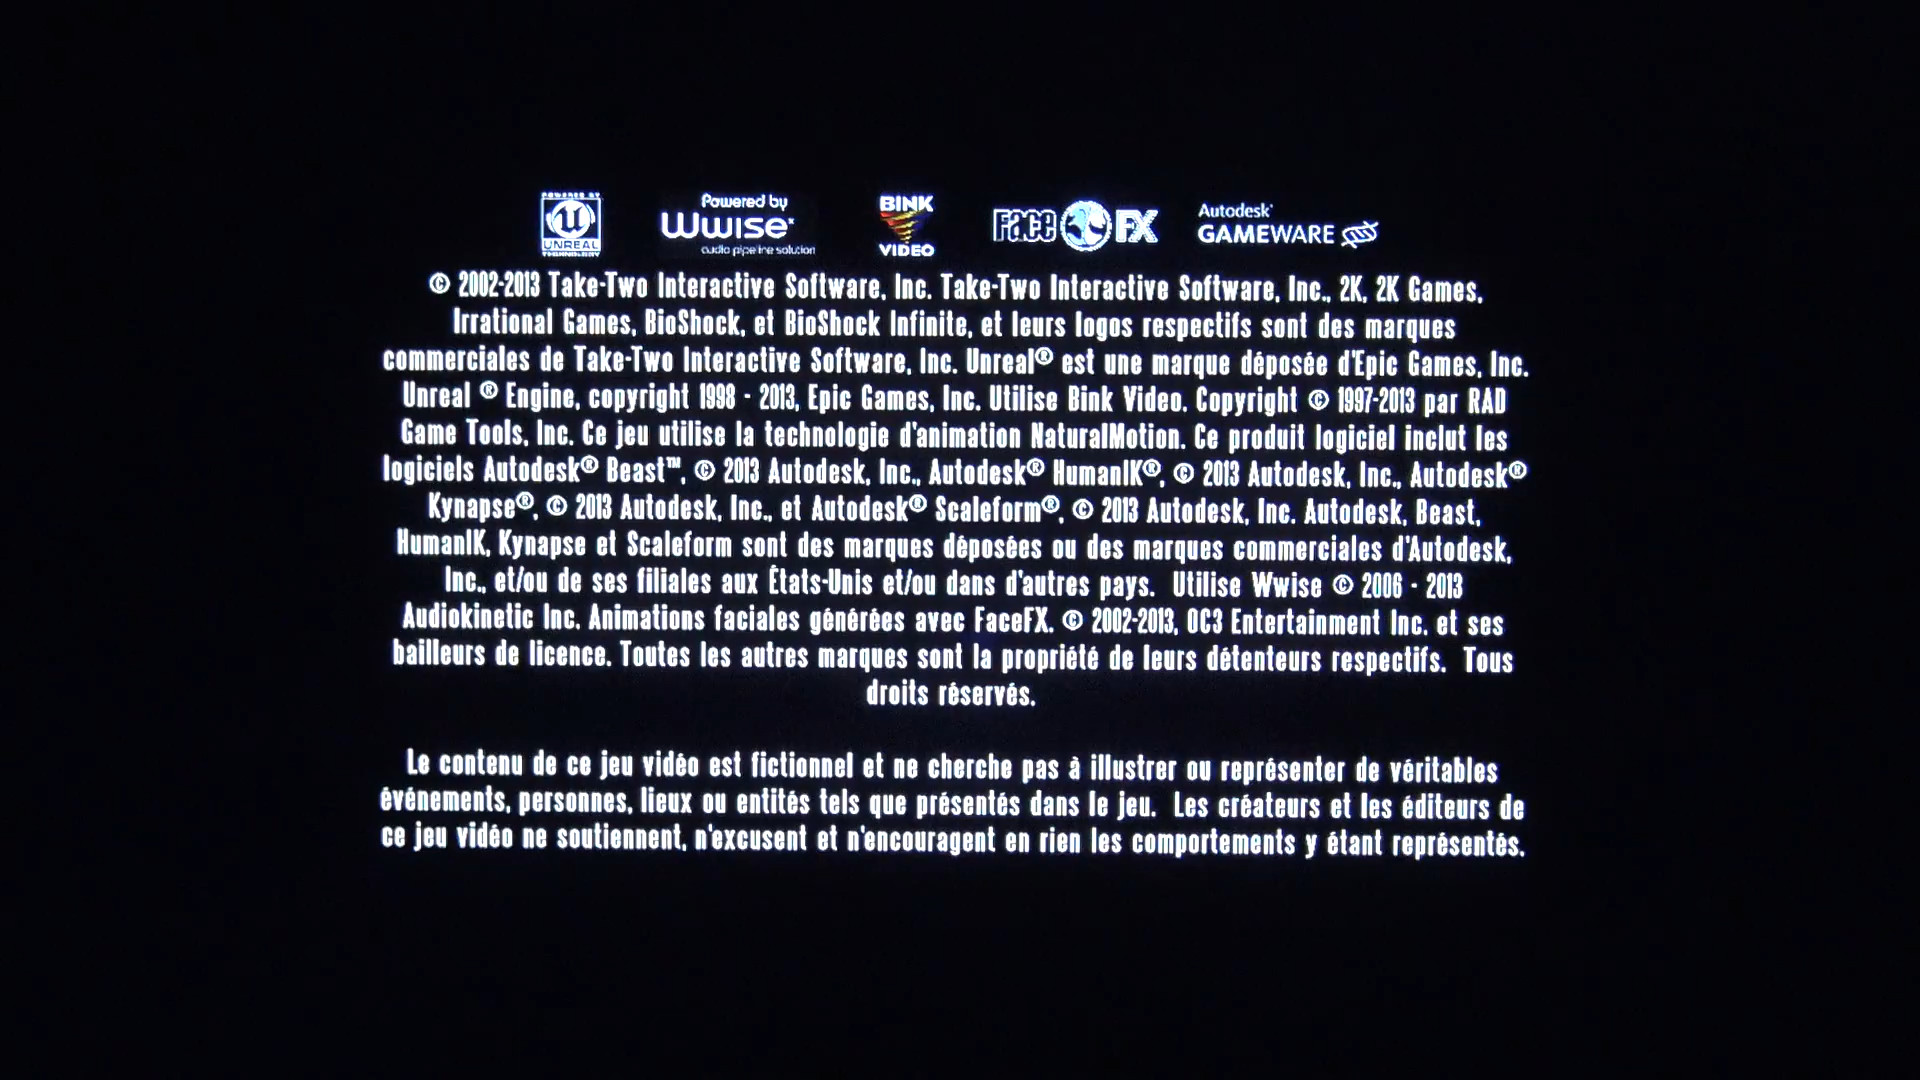 POWERED BY
UNREAL
TECHNOLOGY
Powered by
Wwise
audio pipeline solution
BINK
VIDEO
Face FX
Autodesk®
GAMEWARE
© 2002-2013 Take-Two Interactive Software, Inc. Take-Two Interactive Software, Inc., 2K, 2K Games,
Irrational Games, BioShock, et BioShock Infinite, et leurs logos respectifs sont des marques
commerciales de Take-Two Interactive Software, Inc. Unreal® est une marque déposée d'Epic Games, Inc.
Unreal ® Engine, copyright 1998 - 2013, Epic Games, Inc. Utilise Bink Video. Copyright © 1997-2013 par RAD
Game Tools, Inc. Ce jeu utilise la technologie d'animation NaturalMotion. Ce produit logiciel inclut les
logiciels Autodesk® Beast™, © 2013 Autodesk, Inc., Autodesk® HumanIK®, © 2013 Autodesk, Inc., Autodesk®
Kynapse®, © 2013 Autodesk, Inc., et Autodesk® Scaleform®, © 2013 Autodesk, Inc. Autodesk, Beast,
HumanIK, Kynapse et Scaleform sont des marques déposées ou des marques commerciales d'Autodesk,
Inc., et/ou de ses filiales aux États-Unis et/ou dans d'autres pays.  Utilise Wwise © 2006 - 2013
Audiokinetic Inc. Animations faciales générées avec FaceFX. © 2002-2013, OC3 Entertainment Inc. et ses
bailleurs de licence. Toutes les autres marques sont la propriété de leurs détenteurs respectifs.  Tous
droits réservés.
Le contenu de ce jeu vidéo est fictionnel et ne cherche pas à illustrer ou représenter de véritables
événements, personnes, lieux ou entités tels que présentés dans le jeu.  Les créateurs et les éditeurs de
ce jeu vidéo ne soutiennent, n'excusent et n'encouragent en rien les comportements y étant représentés.